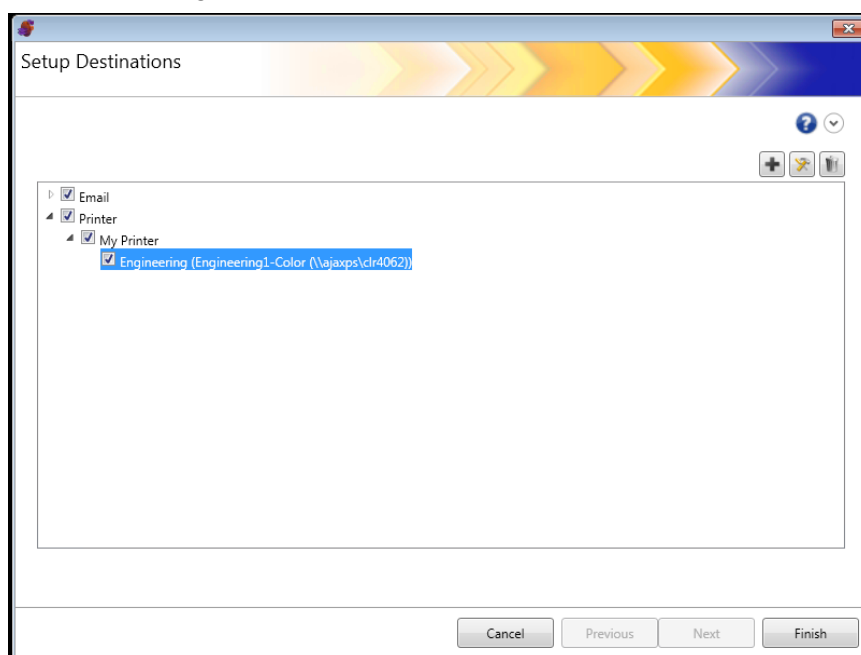 Setup Destinations
Email
Printer
My Printer
Engineering (Engineering1-Color (\\ajaxps\clr4062))
Cancel Previous Next Finish